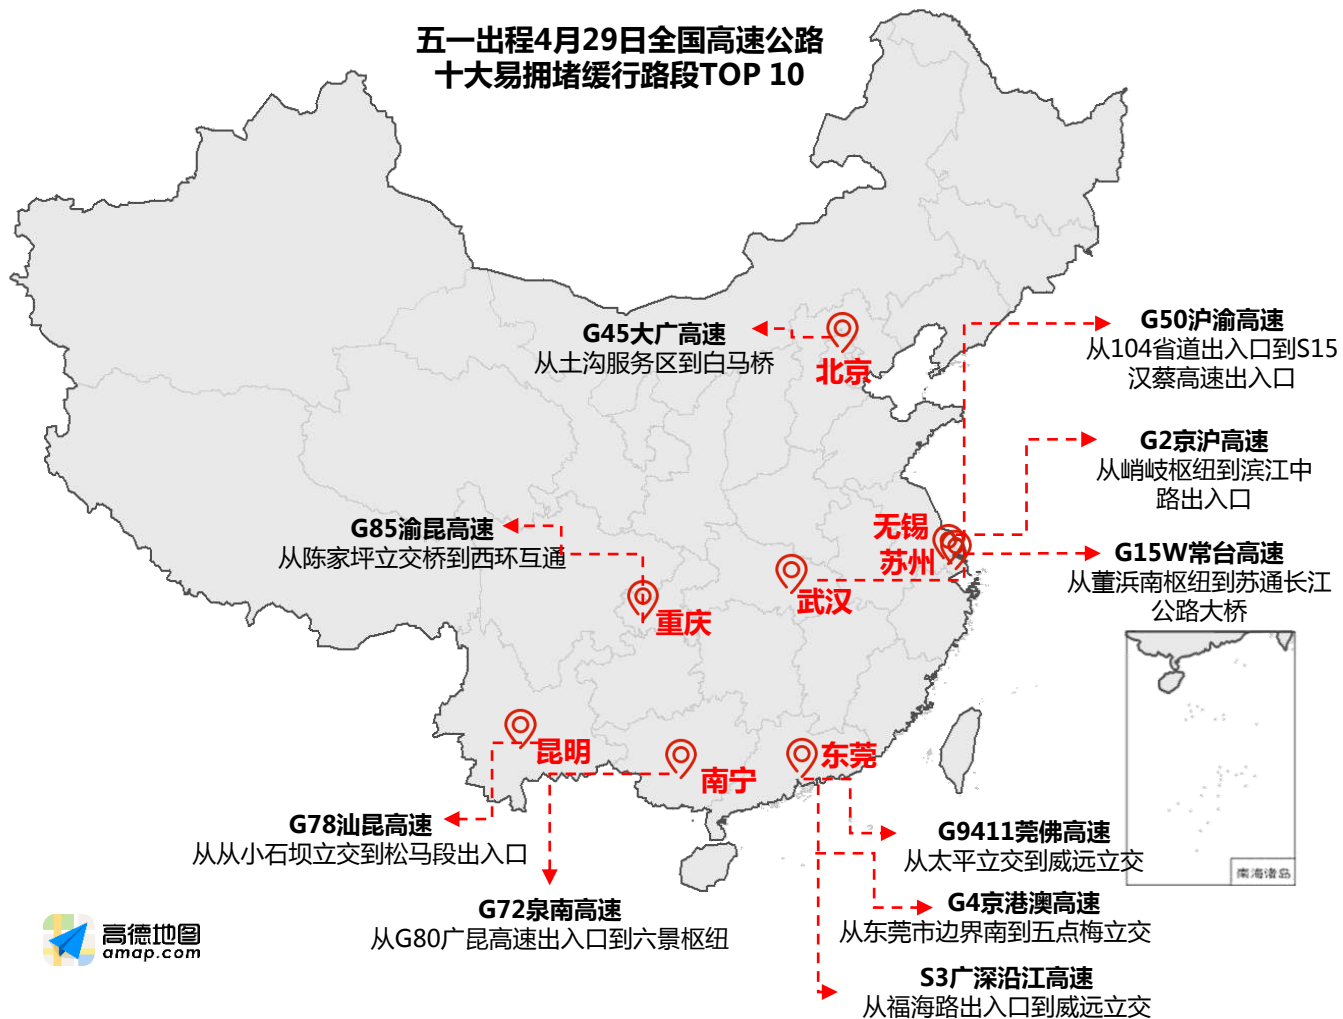 五一出程4月29日全国高速公路
十大易拥堵缓行路段TOP 10
G45大广高速
从土沟服务区到白马桥
北京
G50沪渝高速
从104省道出入口到S15
汉蔡高速出入口
G2京沪高速
从峭岐枢纽到滨江中
路出入口
无锡
苏州
G15W常台高速
从董浜南枢纽到苏通长江
公路大桥
G85渝昆高速
从陈家坪立交桥到西环互通
重庆
武汉
昆明
南宁
东莞
G78汕昆高速
从从小石坝立交到松马段出入口
G72泉南高速
从G80广昆高速出入口到六景枢纽
G9411莞佛高速
从太平立交到威远立交
G4京港澳高速
从东莞市边界南到五点梅立交
S3广深沿江高速
从福海路出入口到威远立交
南海诸岛
高德地图
amap.com